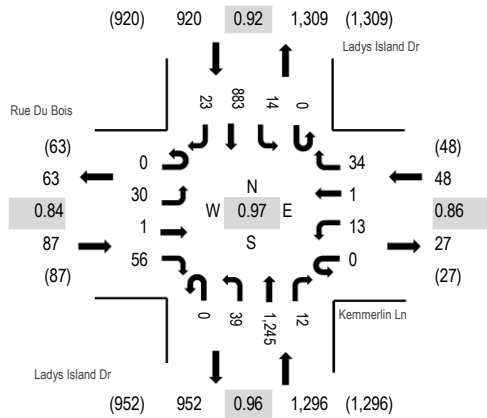 (920) 920 0.92 1,309 (1,309)
Ladys Island Dr
Rue Du Bois
23 883 14 0
(63)
63
0.84
87
(87)
0
30
1
56
N
W 0.97 E
S
34
1
13
0
(48)
48
0.86
27
(27)
0 39 1,245 12
Kemmerlin Ln
Ladys Island Dr
(952) 952 0.96 1,296 (1,296)